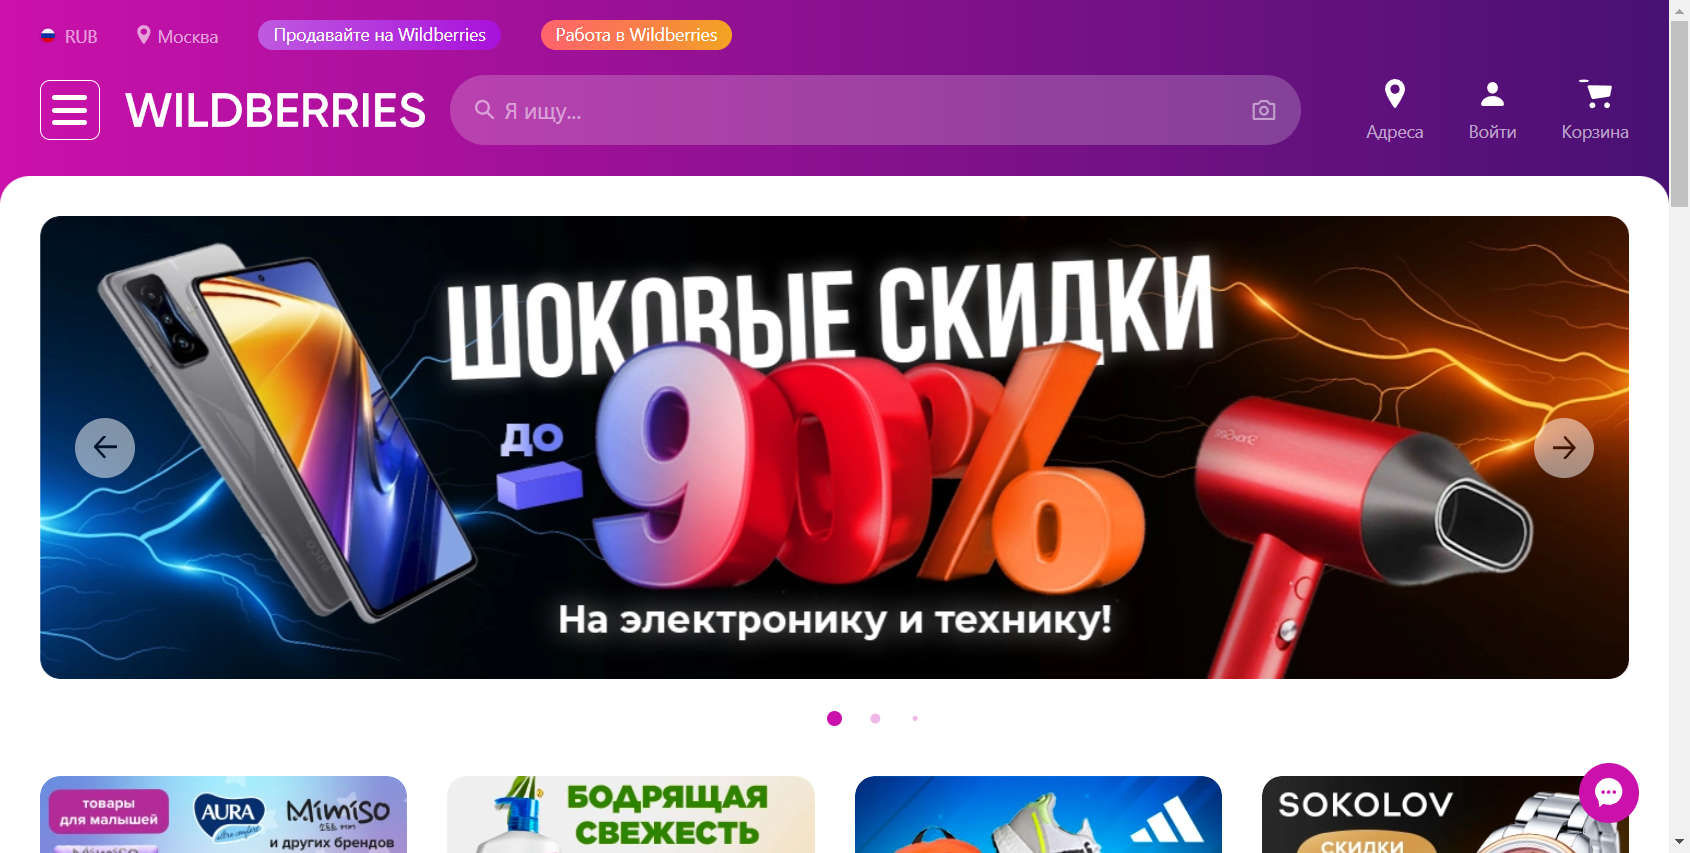 RUB
Москва
Продавайте на Wildberries
Работа в Wildberries
WILDBERRIES
Я ищу...
Адреса
Войти
Корзина
ШОКОВЫЕ СКИДКИ
ДО
-90%
На электронику и технику!
POCO
товары
для малышей
AURA
Mimiso
и других брендов
БОДРЯЩАЯ
СВЕЖЕСТЬ
SOKOLOV
СКИДКИ